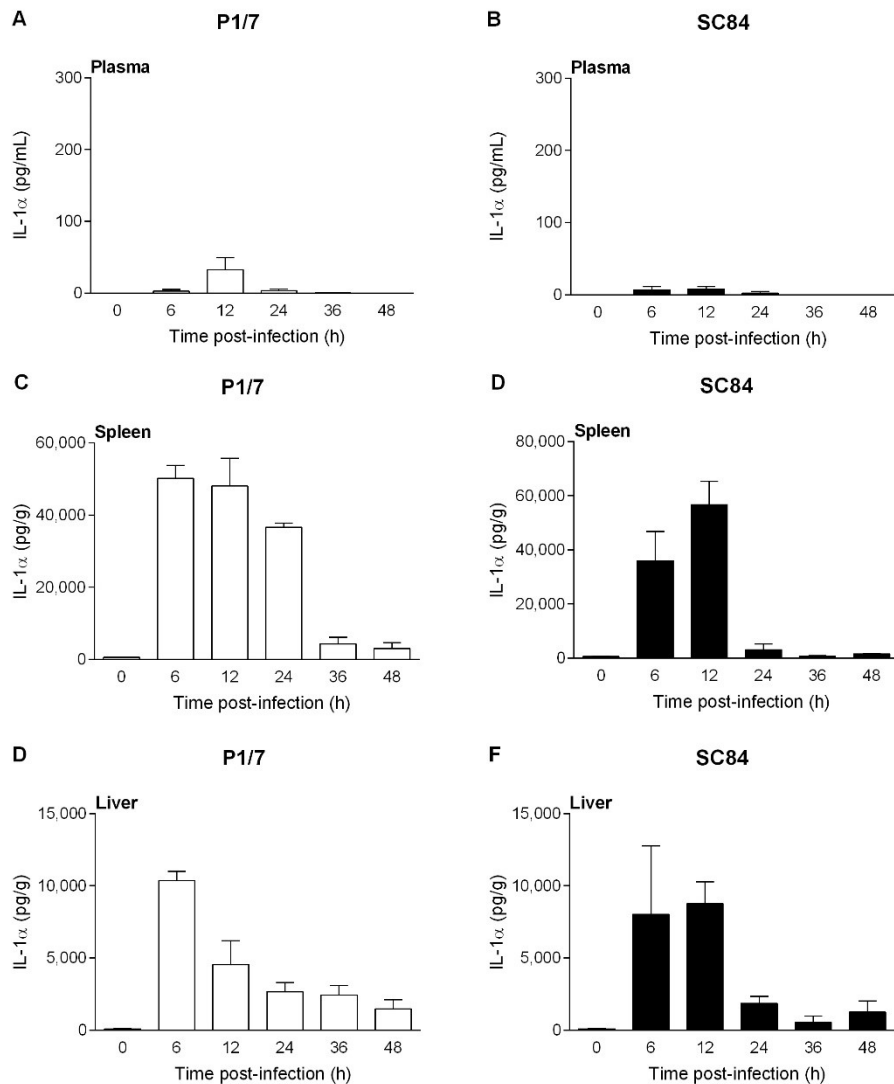 A
P1/7
Plasma
300
200
100
0
IL-1α (pg/mL)
0 6 12 24 36 48
Time post-infection (h)
B
SC84
Plasma
300
200
100
0
IL-1α (pg/mL)
0 6 12 24 36 48
Time post-infection (h)
C
P1/7
Spleen
60,000
40,000
20,000
0
IL-1α (pg/g)
0 6 12 24 36 48
Time post-infection (h)
D
SC84
Spleen
80,000
60,000
40,000
20,000
0
IL-1α (pg/g)
0 6 12 24 36 48
Time post-infection (h)
D
P1/7
Liver
15,000
10,000
5,000
0
IL-1α (pg/g)
0 6 12 24 36 48
Time post-infection (h)
F
SC84
Liver
15,000
10,000
5,000
0
IL-1α (pg/g)
0 6 12 24 36 48
Time post-infection (h)